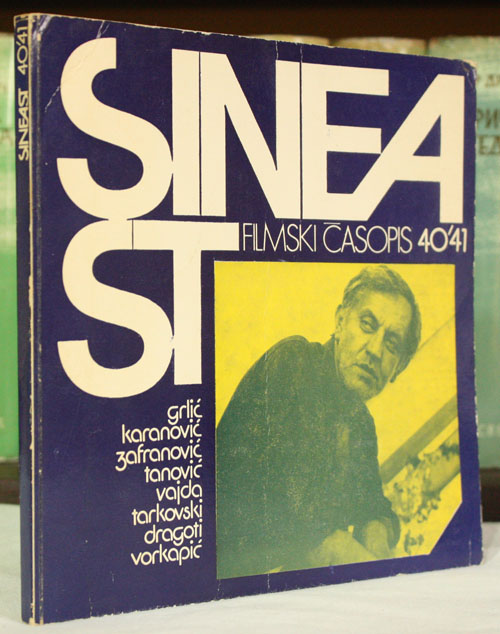 SINEAST 40'41
SINEA
ST
FILMSKI ČASOPIS 40'41
grlić
karanović
zafranović
tanović
vajda
tarkovski
dragoti
vorkapić